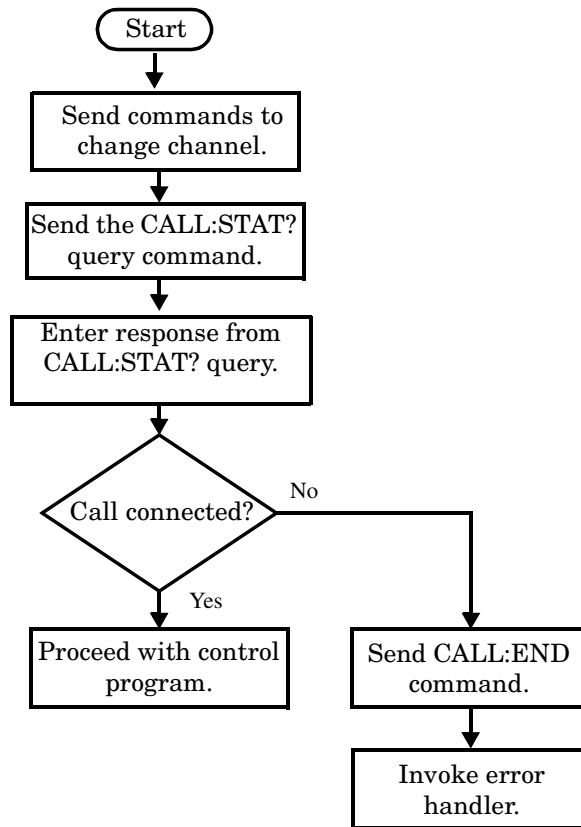 Start
Send commands to
change channel.
Send the CALL:STAT?
query command.
Enter response from
CALL:STAT? query.
Call connected?
No
Yes
Proceed with control
program.
Send CALL:END
command.
Invoke error
handler.